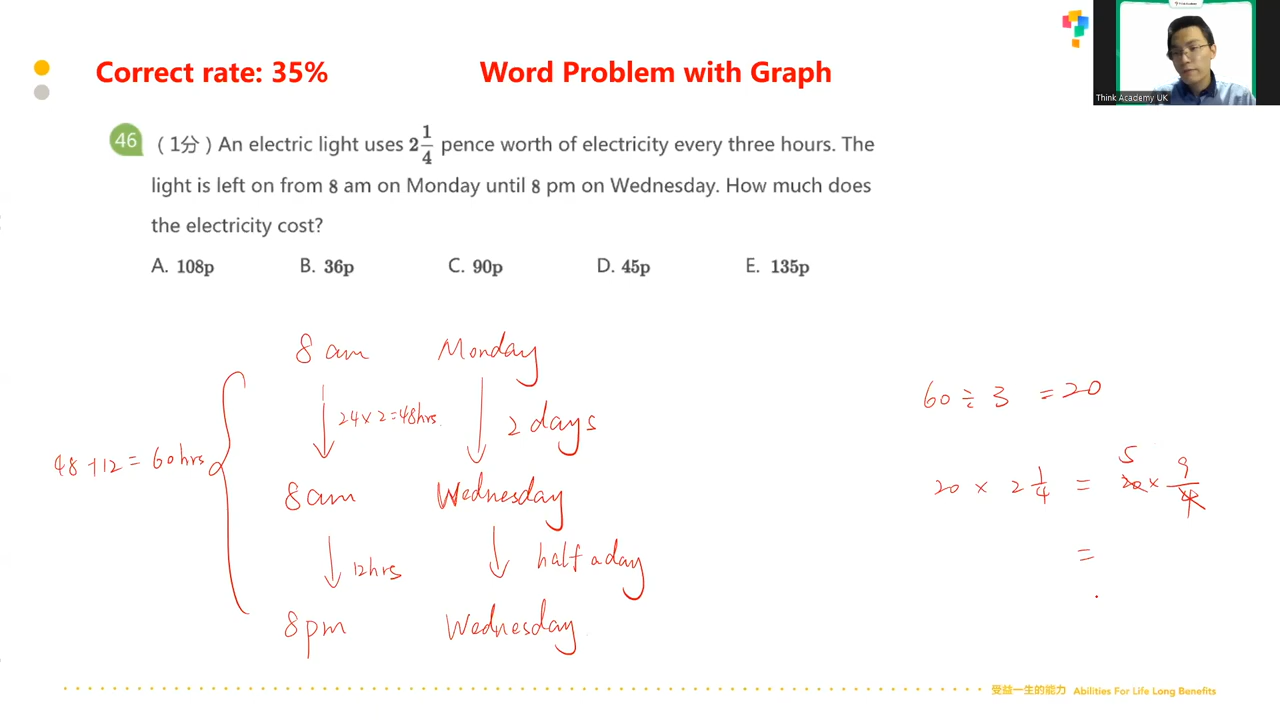 Think Academy UK
Correct rate: 35%
Word Problem with Graph
46
（1分）An electric light uses 2 1/4 pence worth of electricity every three hours. The
light is left on from 8 am on Monday until 8 pm on Wednesday. How much does
the electricity cost?
A. 108p B. 36p C. 90p D. 45p E. 135p
8 am Monday
24 × 2 = 48hrs. 2 days
48 + 12 = 60hrs
8am Wednesday
12hrs half a day
8pm Wednesday
60 ÷ 3 = 20
5
20 × 2 1/4 = 20 × 9/4
=
受益一生的能力 Abilities For Life Long Benefits